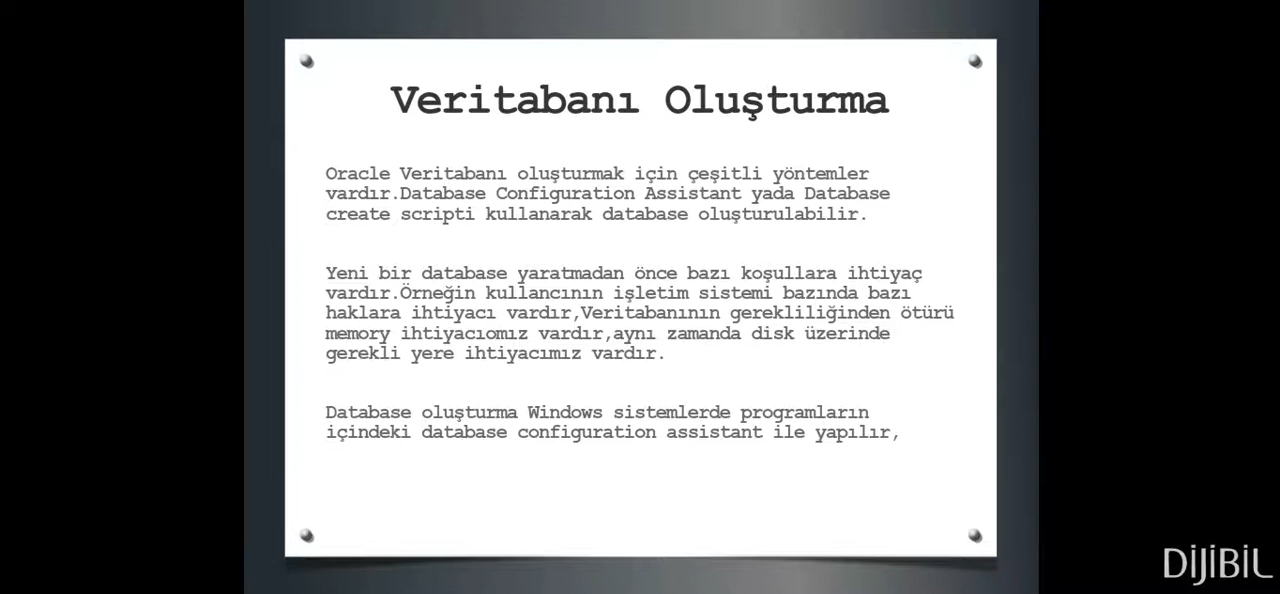 Veritabanı Oluşturma
Oracle Veritabanı oluşturmak için çeşitli yöntemler
vardır.Database Configuration Assistant yada Database
create scripti kullanarak database oluşturulabilir.
Yeni bir database yaratmadan önce bazı koşullara ihtiyaç
vardır.Örneğin kullancının işletim sistemi bazında bazı
haklara ihtiyacı vardır,Veritabanının gerekliliğinden ötürü
memory ihtiyacıomız vardır,aynı zamanda disk üzerinde
gerekli yere ihtiyacımız vardır.
Database oluşturma Windows sistemlerde programların
içindeki database configuration assistant ile yapılır,
DİJİBİL